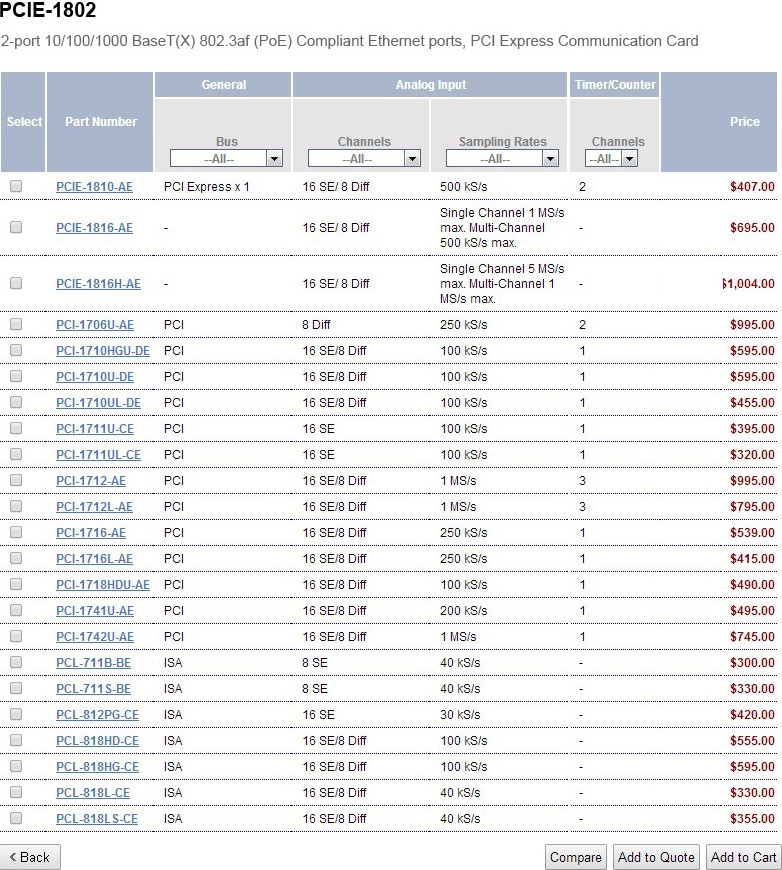 PCIE-1802
2-port 10/100/1000 BaseT(X) 802.3af (PoE) Compliant Ethernet ports, PCI Express Communication Card
General Analog Input Timer/Counter
Select Part Number Price
Bus Channels Sampling Rates Channels
--All-- --All-- --All-- --All--
PCIE-1810-AE PCI Express x 1 16 SE/ 8 Diff 500 kS/s 2 $407.00
Single Channel 1 MS/s
PCIE-1816-AE - 16 SE/ 8 Diff max. Multi-Channel - $695.00
500 kS/s max.
Single Channel 5 MS/s
PCIE-1816H-AE - 16 SE/ 8 Diff max. Multi-Channel 1 - $1,004.00
MS/s max.
PCI-1706U-AE PCI 8 Diff 250 kS/s 2 $995.00
PCI-1710HGU-DE PCI 16 SE/8 Diff 100 kS/s 1 $595.00
PCI-1710U-DE PCI 16 SE/8 Diff 100 kS/s 1 $595.00
PCI-1710UL-DE PCI 16 SE/8 Diff 100 kS/s 1 $455.00
PCI-1711U-CE PCI 16 SE 100 kS/s 1 $395.00
PCI-1711UL-CE PCI 16 SE 100 kS/s 1 $320.00
PCI-1712-AE PCI 16 SE/8 Diff 1 MS/s 3 $995.00
PCI-1712L-AE PCI 16 SE/8 Diff 1 MS/s 3 $795.00
PCI-1716-AE PCI 16 SE/8 Diff 250 kS/s 1 $539.00
PCI-1716L-AE PCI 16 SE/8 Diff 250 kS/s 1 $415.00
PCI-1718HDU-AE PCI 16 SE/8 Diff 100 kS/s 1 $490.00
PCI-1741U-AE PCI 16 SE/8 Diff 200 kS/s 1 $495.00
PCI-1742U-AE PCI 16 SE/8 Diff 1 MS/s 1 $745.00
PCL-711B-BE ISA 8 SE 40 kS/s - $300.00
PCL-711S-BE ISA 8 SE 40 kS/s - $330.00
PCL-812PG-CE ISA 16 SE 30 kS/s - $420.00
PCL-818HD-CE ISA 16 SE/8 Diff 100 kS/s - $555.00
PCL-818HG-CE ISA 16 SE/8 Diff 100 kS/s - $595.00
PCL-818L-CE ISA 16 SE/8 Diff 40 kS/s - $330.00
PCL-818LS-CE ISA 16 SE/8 Diff 40 kS/s - $355.00
< Back Compare Add to Quote Add to Cart